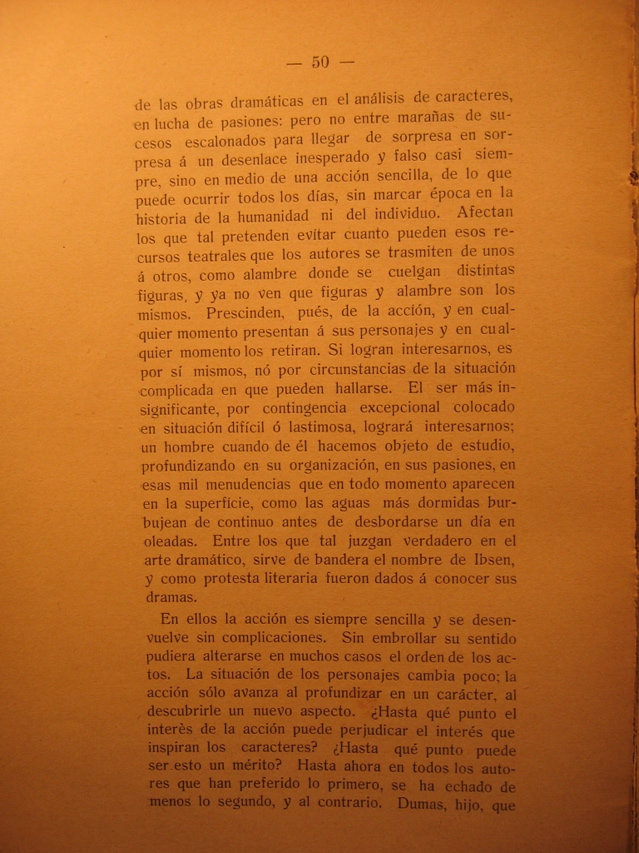 — 50 —
de las obras dramáticas en el análisis de caracteres,
en lucha de pasiones: pero no entre marañas de su-
cesos escalonados para llegar de sorpresa en sor-
presa á un desenlace inesperado y falso casi siem-
pre, sino en medio de una acción sencilla, de lo que
puede ocurrir todos los días, sin marcar época en la
historia de la humanidad ni del individuo. Afectan
los que tal pretenden evitar cuanto pueden esos re-
cursos teatrales que los autores se trasmiten de unos
á otros, como alambre donde se cuelgan distintas
figuras, y ya no ven que figuras y alambre son los
mismos. Prescinden, pués, de la acción, y en cual-
quier momento presentan á sus personajes y en cual-
quier momento los retiran. Si logran interesarnos, es
por sí mismos, nó por circunstancias de la situación
complicada en que pueden hallarse. El ser más in-
significante, por contingencia excepcional colocado
en situación difícil ó lastimosa, logrará interesarnos;
un hombre cuando de él hacemos objeto de estudio,
profundizando en su organización, en sus pasiones, en
esas mil menudencias que en todo momento aparecen
en la superficie, como las aguas más dormidas bur-
bujean de continuo antes de desbordarse un día en
oleadas. Entre los que tal juzgan verdadero en el
arte dramático, sirve de bandera el nombre de Ibsen,
y como protesta literaria fueron dados á conocer sus
dramas.
En ellos la acción es siempre sencilla y se desen-
vuelve sin complicaciones. Sin embrollar su sentido
pudiera alterarse en muchos casos el orden de los ac-
tos. La situación de los personajes cambia poco; la
acción sólo avanza al profundizar en un carácter, al
descubrirle un nuevo aspecto. ¿Hasta qué punto el
interès de la acción puede perjudicar el interés que
inspiran los caracteres? ¿Hasta qué punto puede
ser esto un mérito? Hasta ahora en todos los auto-
res que han preferido lo primero, se ha echado de
menos lo segundo, y al contrario. Dumas, hijo, que